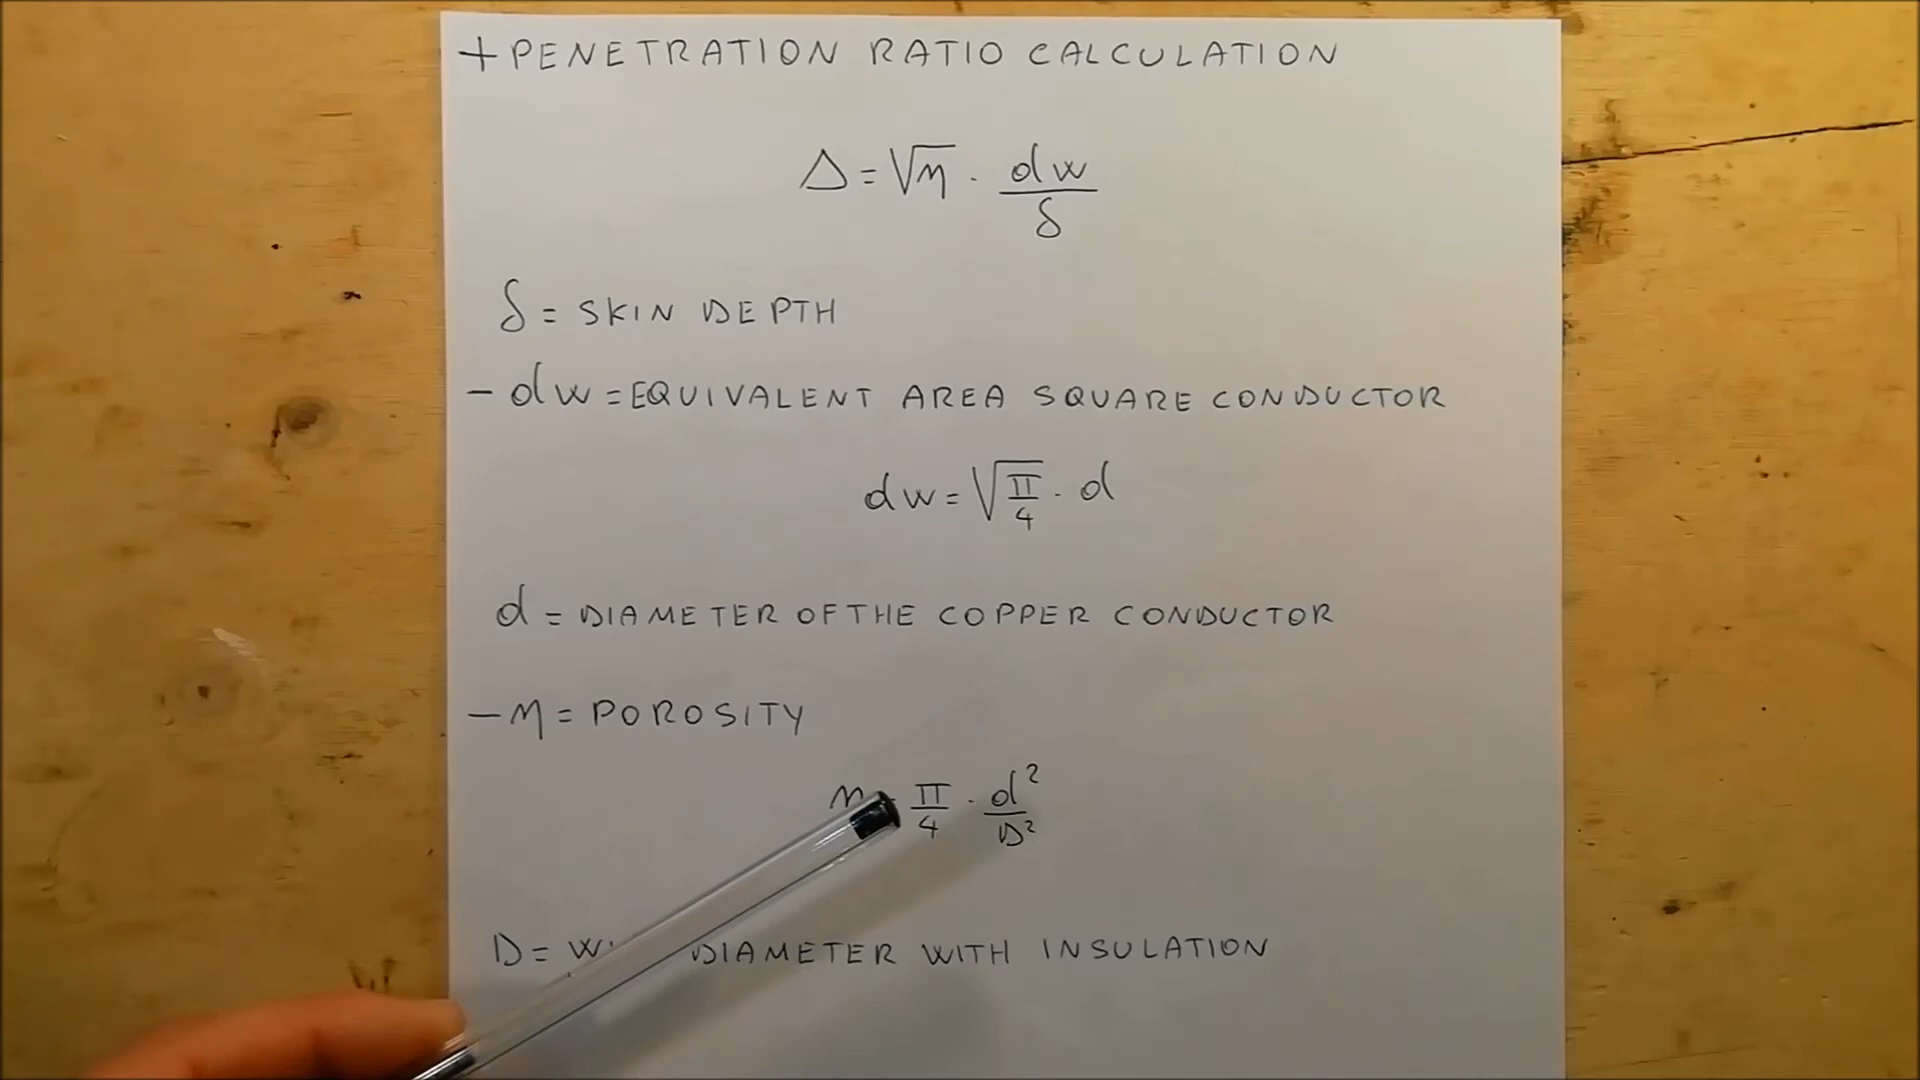 + PENETRATION RATIO CALCULATION
Δ = √η · dw/δ
δ = SKIN DEPTH
- dw = EQUIVALENT AREA SQUARE CONDUCTOR
dw = √π/4 · d
d = DIAMETER OF THE COPPER CONDUCTOR
- η = POROSITY
η π/4 · d²/D²
D = DIAMETER WITH INSULATION